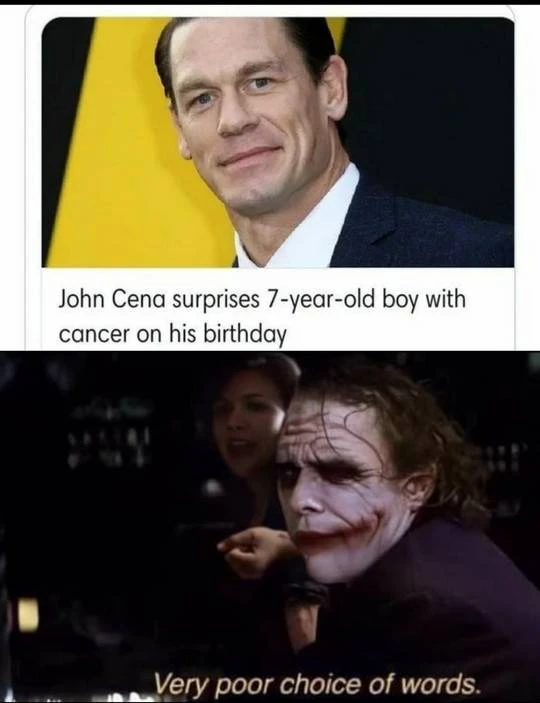 John Cena surprises 7-year-old boy with
cancer on his birthday
Very poor choice of words.